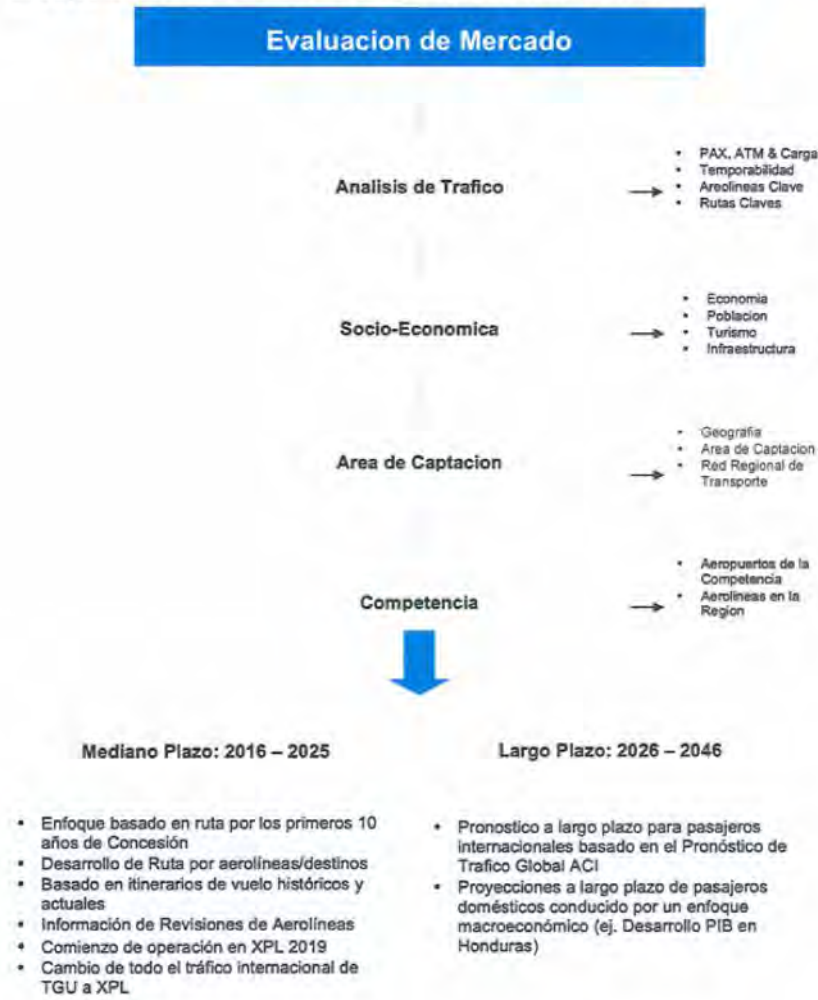 Evaluacion de Mercado
Analisis de Trafico
• PAX, ATM & Carga
• Temporabilidad
• Areolineas Clave
• Rutas Claves
Socio-Economica
• Economia
• Poblacion
• Turismo
• Infraestructura
Area de Captacion
• Geografia
• Area de Captacion
• Red Regional de
Transporte
Competencia
• Aeropuertos de la
Competencia
• Aerolineas en la
Region
Mediano Plazo: 2016 – 2025
• Enfoque basado en ruta por los primeros 10
años de Concesión
• Desarrollo de Ruta por aerolíneas/destinos
• Basado en itinerarios de vuelo históricos y
actuales
• Información de Revisiones de Aerolíneas
• Comienzo de operación en XPL 2019
• Cambio de todo el tráfico internacional de
TGU a XPL
Largo Plazo: 2026 – 2046
• Pronostico a largo plazo para pasajeros
internacionales basado en el Pronóstico de
Trafico Global ACI
• Proyecciones a largo plazo de pasajeros
domésticos conducido por un enfoque
macroeconómico (ej. Desarrollo PIB en
Honduras)